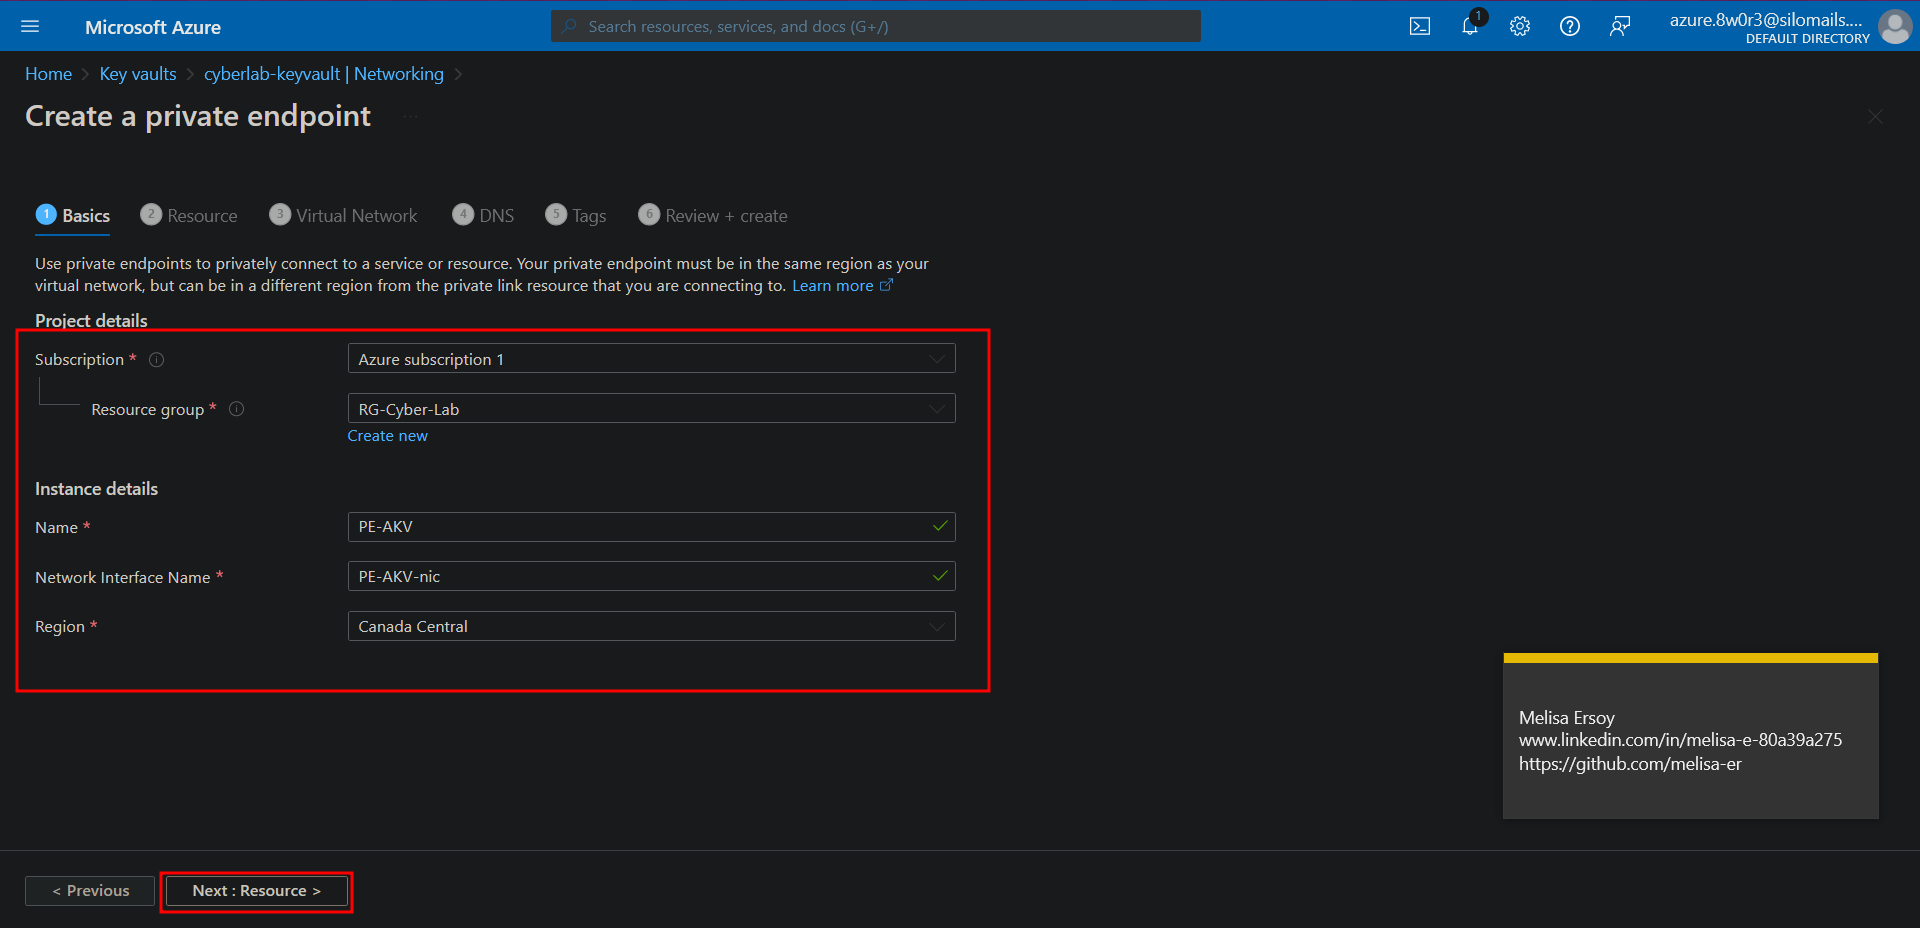 Microsoft Azure
Search resources, services, and docs (G+/)
1
azure.8w0r3@silomails....
DEFAULT DIRECTORY
Home > Key vaults > cyberlab-keyvault | Networking >
Create a private endpoint ...
1 Basics 2 Resource 3 Virtual Network 4 DNS 5 Tags 6 Review + create
Use private endpoints to privately connect to a service or resource. Your private endpoint must be in the same region as your
virtual network, but can be in a different region from the private link resource that you are connecting to. Learn more
Project details
Subscription * Azure subscription 1
Resource group * RG-Cyber-Lab
Create new
Instance details
Name * PE-AKV
Network Interface Name * PE-AKV-nic
Region * Canada Central
Melisa Ersoy
www.linkedin.com/in/melisa-e-80a39a275
https://github.com/melisa-er
< Previous Next : Resource >